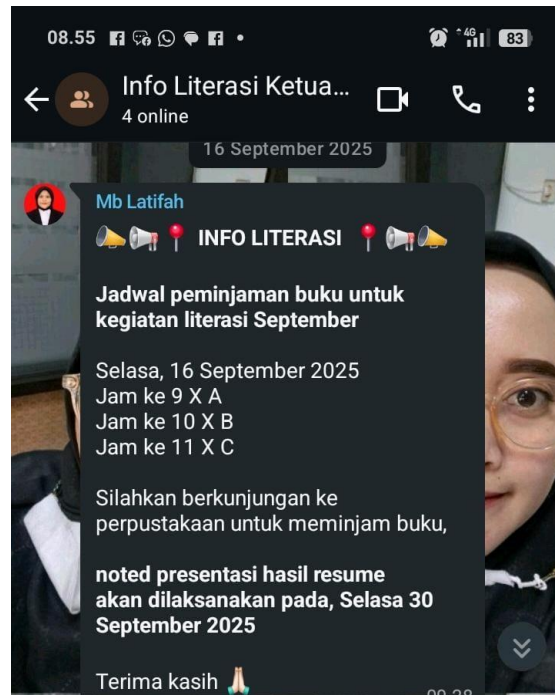 08.55
4G
83
Info Literasi Ketua...
4 online
16 September 2025
Mb Latifah
INFO LITERASI
Jadwal peminjaman buku untuk
kegiatan literasi September
Selasa, 16 September 2025
Jam ke 9 X A
Jam ke 10 X B
Jam ke 11 X C
Silahkan berkunjungan ke
perpustakaan untuk meminjam buku,
noted presentasi hasil resume
akan dilaksanakan pada, Selasa 30
September 2025
Terima kasih